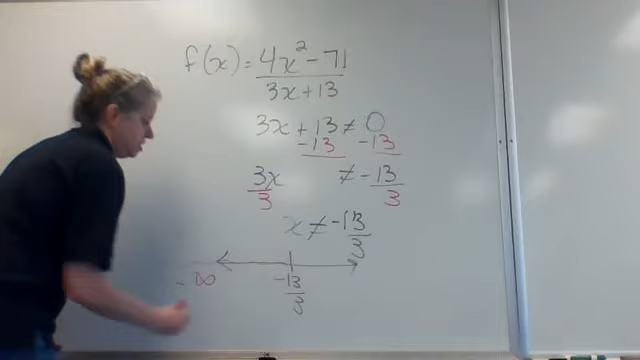 f(x) = 4x² - 71
3x + 13
3x + 13 ≠ 0
-13 -13
3x ≠ -13
3 3
x ≠ -13
3
-∞ -13
3